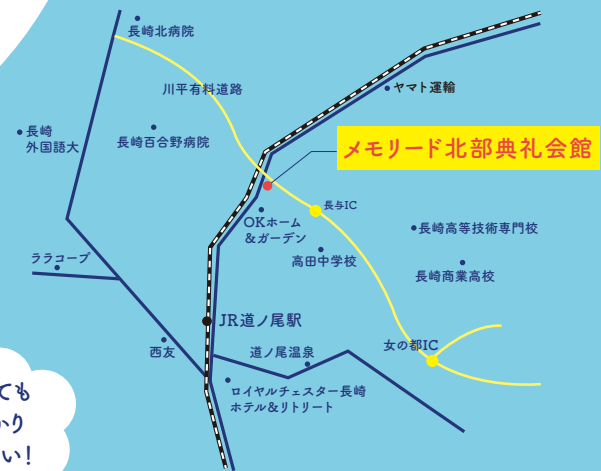 長崎北病院
川平有料道路
ヤマト運輸
長崎
外国語大
長崎百合野病院
メモリード北部典礼会館
長与IC
OKホーム
&ガーデン
長崎高等技術専門校
高田中学校
ララコープ
長崎商業高校
JR道ノ尾駅
西友
道ノ尾温泉
女の都IC
ロイヤルチェスター長崎
ホテル&リトリート
ても
かり
い!